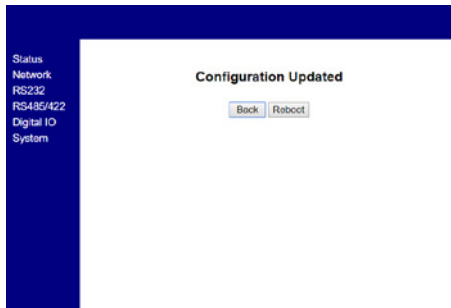 Status
Network
RS232
RS485/422
Digital IO
System
Configuration Updated
Back Reboot